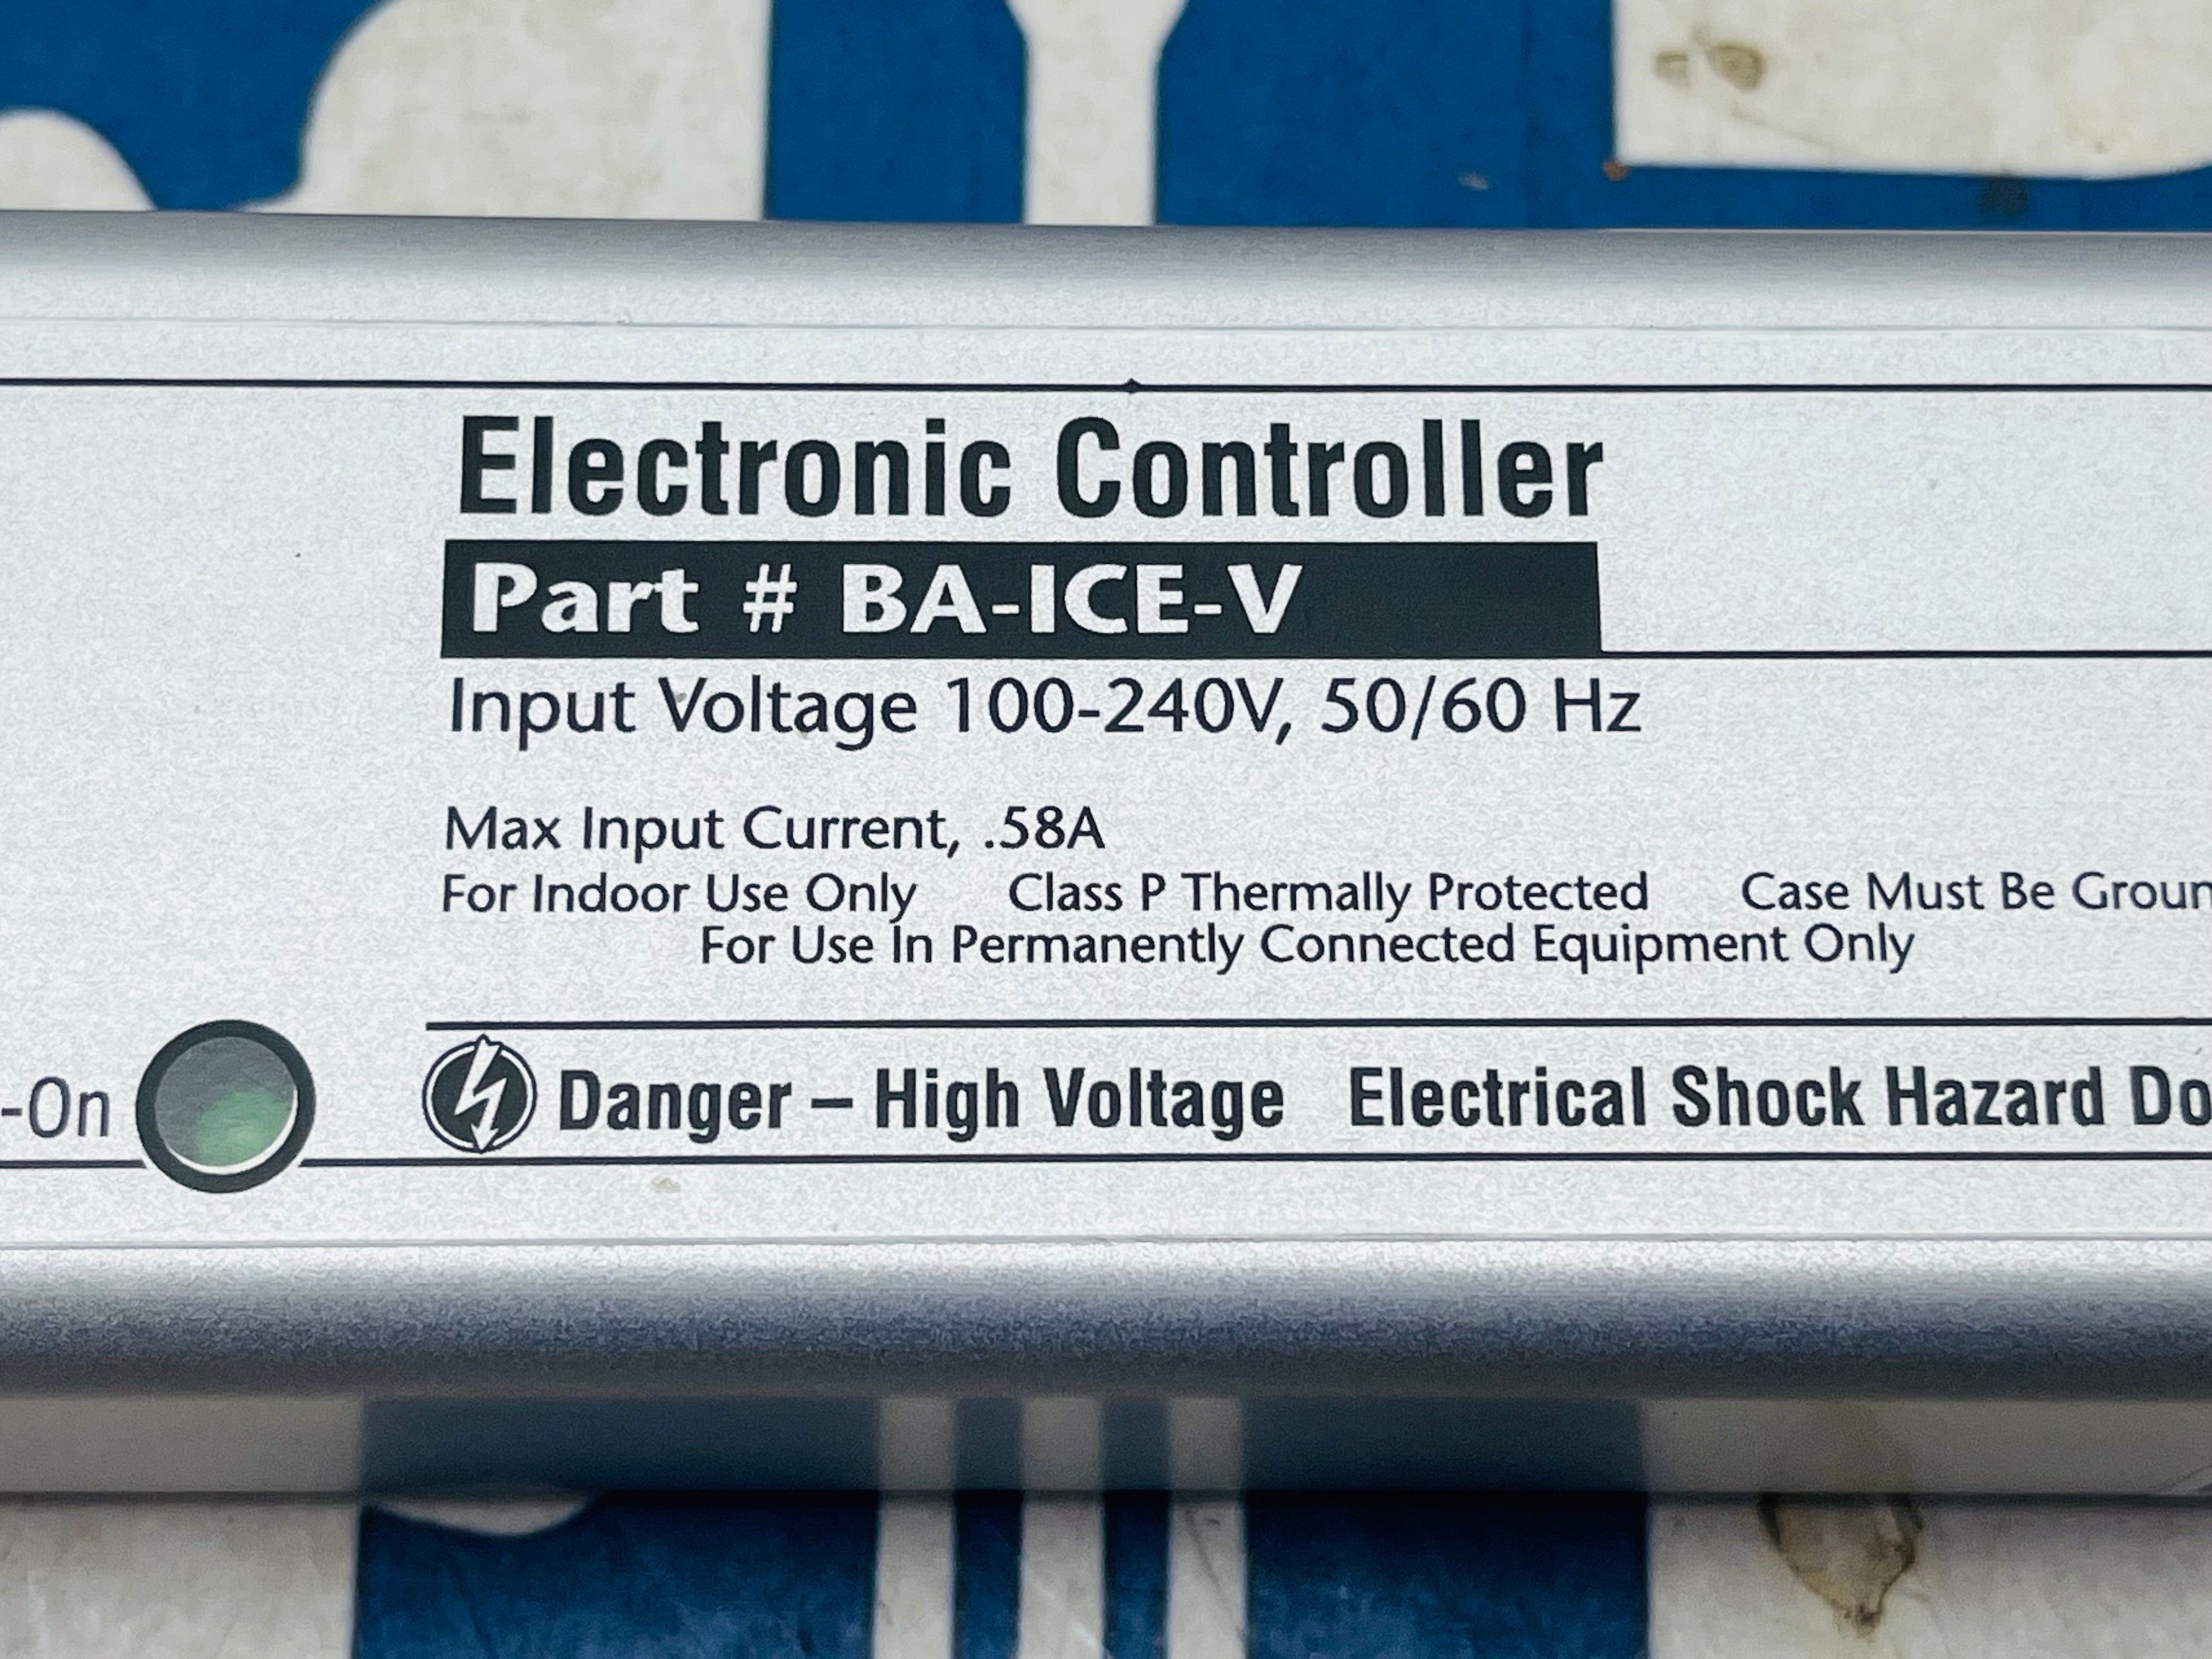 Electronic Controller
Part # BA-ICE-V
Input Voltage 100-240V, 50/60 Hz
Max Input Current, .58A
For Indoor Use Only Class P Thermally Protected Case Must Be Groun
For Use In Permanently Connected Equipment Only
-On Danger – High Voltage Electrical Shock Hazard Do